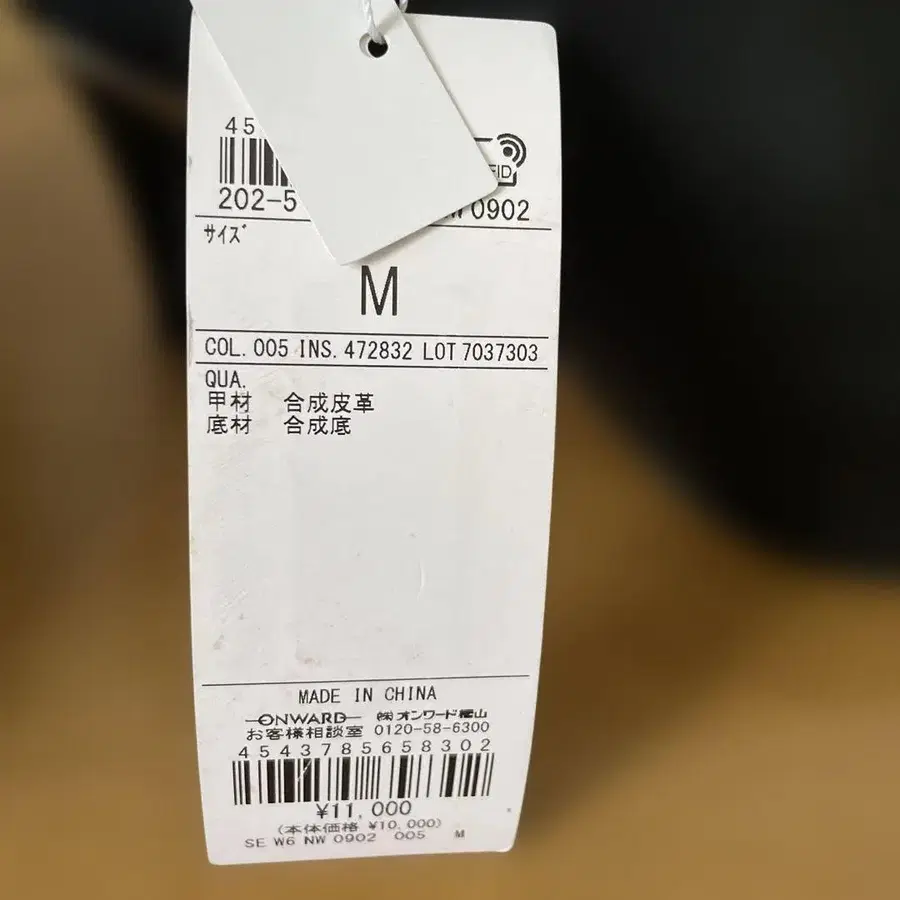 45
FID
202-5
NW 0902
サイズ
M
COL. 005 INS. 472832 LOT 7037303
QUA.
甲材 合成皮革
底材 合成底
MADE IN CHINA
ONWARD ㈱オンワード樫山
お客様相談室 0120-58-6300
4543785658302
¥11,000
(本体価格 ¥10,000)
SE W6 NW 0902 005 M